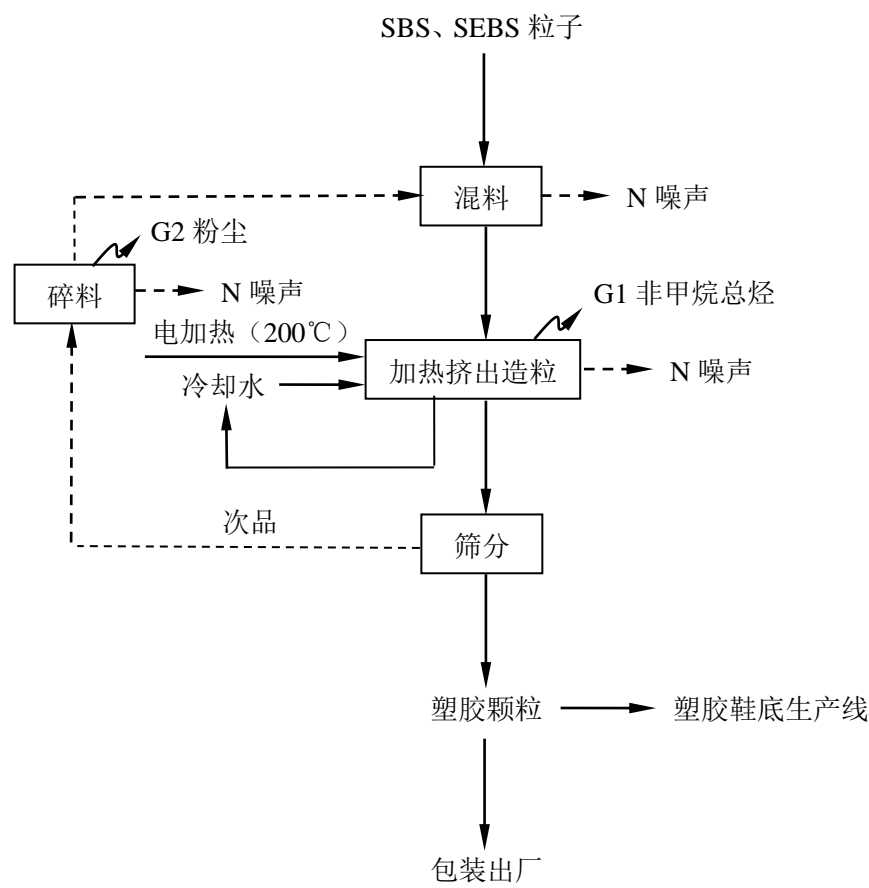 SBS、SEBS 粒子
混料
N 噪声
G2 粉尘
碎料
N 噪声
G1 非甲烷总烃
电加热（200℃）
加热挤出造粒
N 噪声
冷却水
次品
筛分
塑胶颗粒
塑胶鞋底生产线
包装出厂